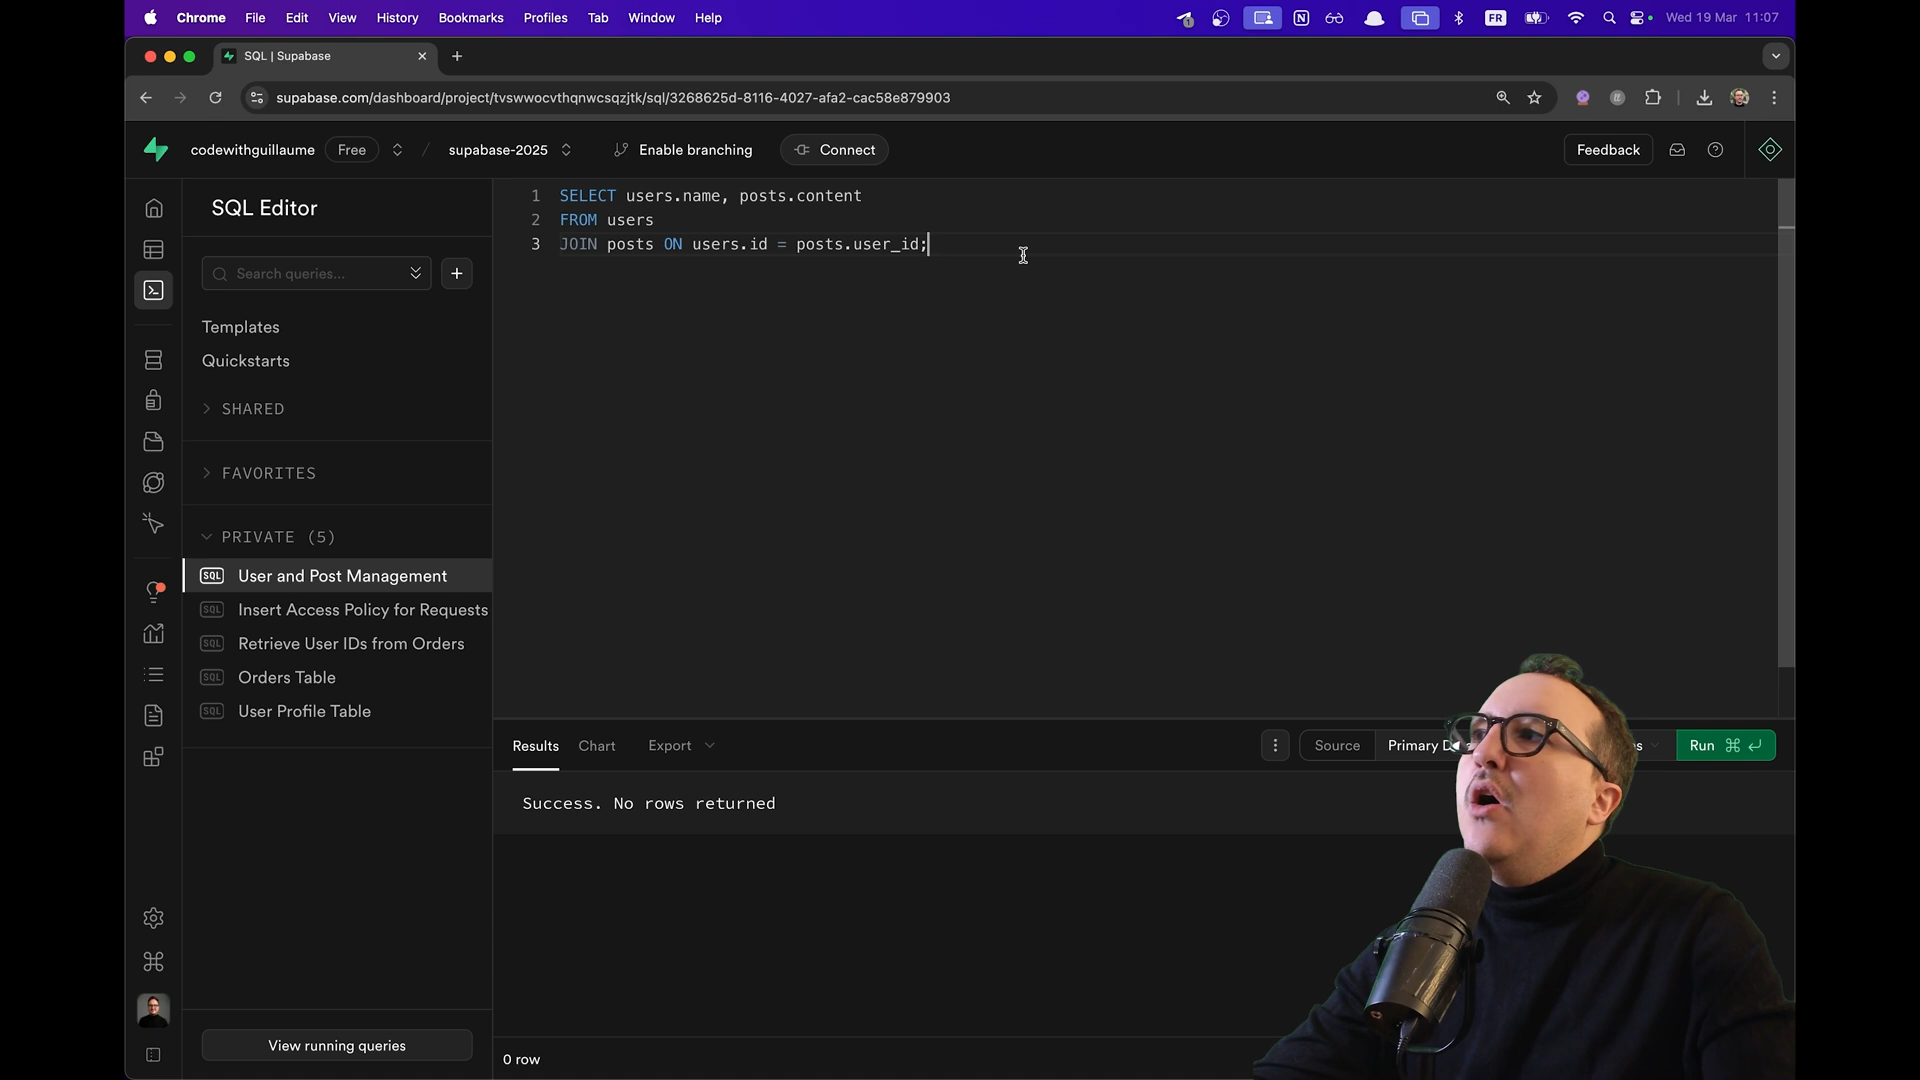 Chrome File Edit View History Bookmarks Profiles Tab Window Help FR Wed 19 Mar 11:07
SQL | Supabase
supabase.com/dashboard/project/tvswwocvthqnwcsqzjtk/sql/3268625d-8116-4027-afa2-cac58e879903
codewithguillaume Free / supabase-2025 Enable branching Connect Feedback
SQL Editor
Search queries...
Templates
Quickstarts
SHARED
FAVORITES
PRIVATE (5)
SQL User and Post Management
SQL Insert Access Policy for Requests
SQL Retrieve User IDs from Orders
SQL Orders Table
SQL User Profile Table
View running queries
1 SELECT users.name, posts.content
2 FROM users
3 JOIN posts ON users.id = posts.user_id;
Results Chart Export Source Primary Run ⌘ ↵
Success. No rows returned
0 row